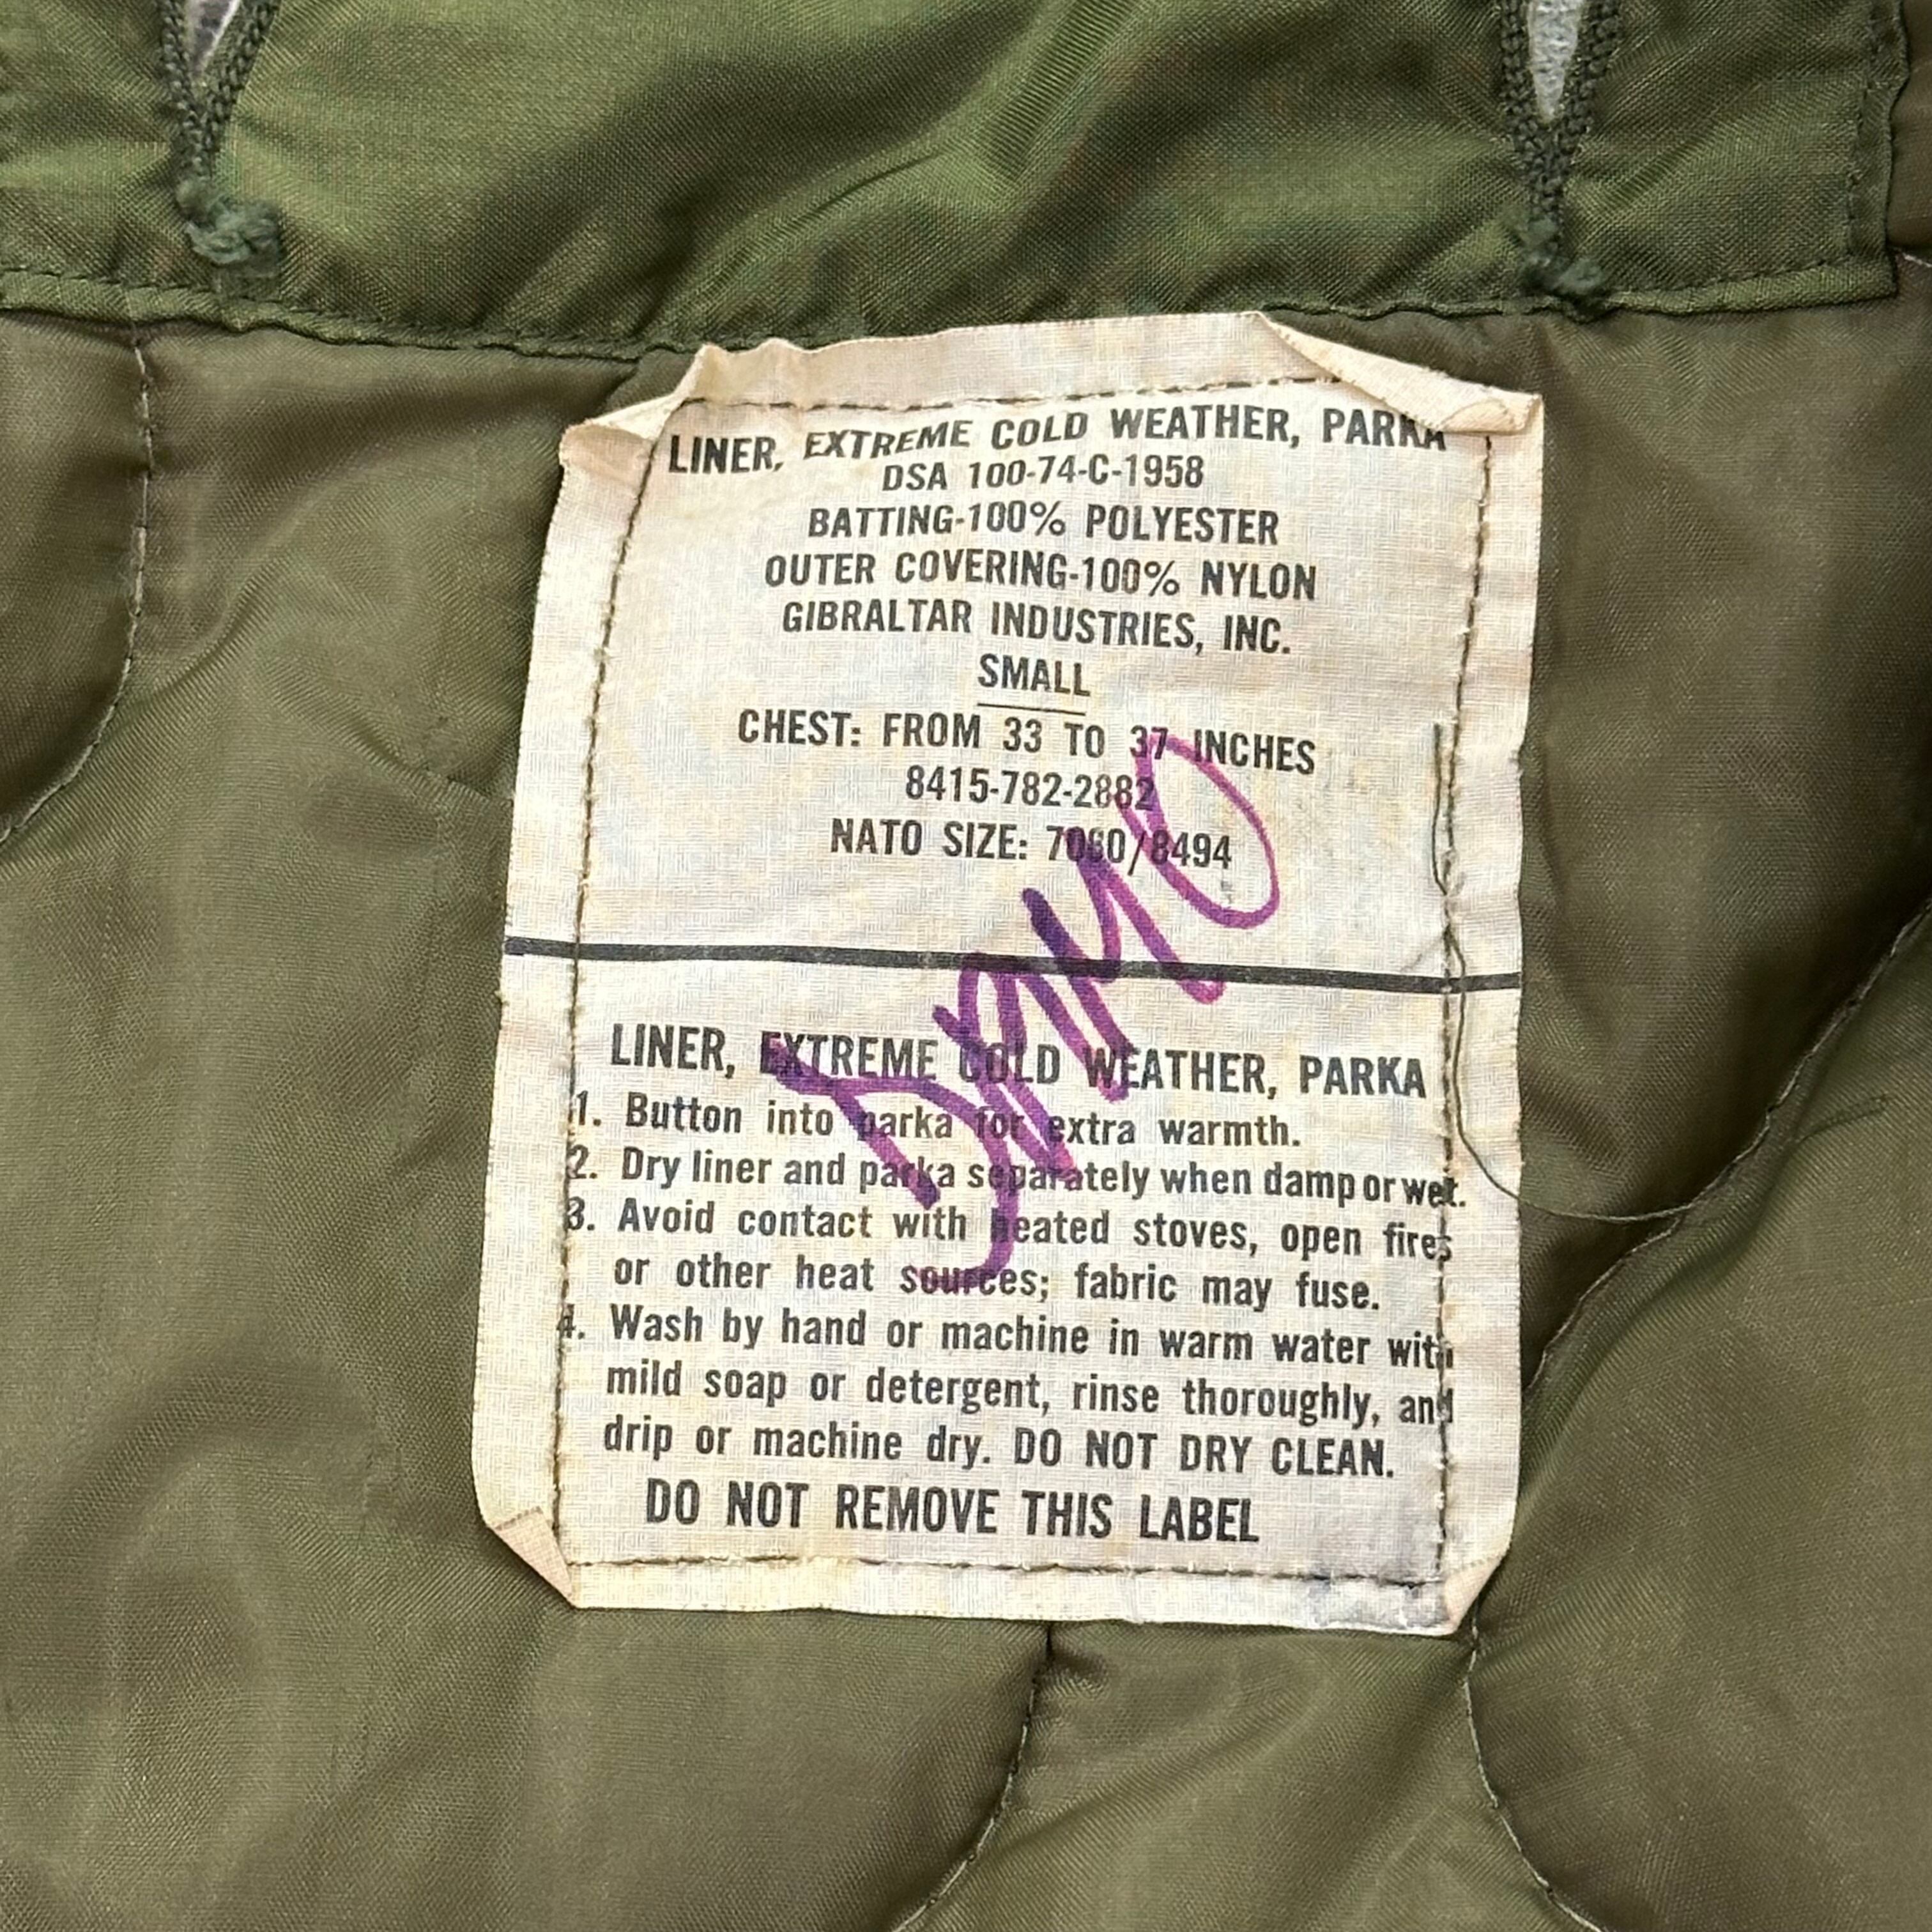 LINER, EXTREME COLD WEATHER, PARKA
DSA 100-74-C-1958
BATTING-100% POLYESTER
OUTER COVERING-100% NYLON
GIBRALTAR INDUSTRIES, INC.
SMALL
CHEST: FROM 33 TO 37 INCHES
8415-782-2882
NATO SIZE: 7080/8494
LINER, EXTREME COLD WEATHER, PARKA
1. Button into parka for extra warmth.
2. Dry liner and parka separately when damp or wet.
3. Avoid contact with heated stoves, open fires
or other heat sources; fabric may fuse.
4. Wash by hand or machine in warm water with
mild soap or detergent, rinse thoroughly, and
drip or machine dry. DO NOT DRY CLEAN.
DO NOT REMOVE THIS LABEL